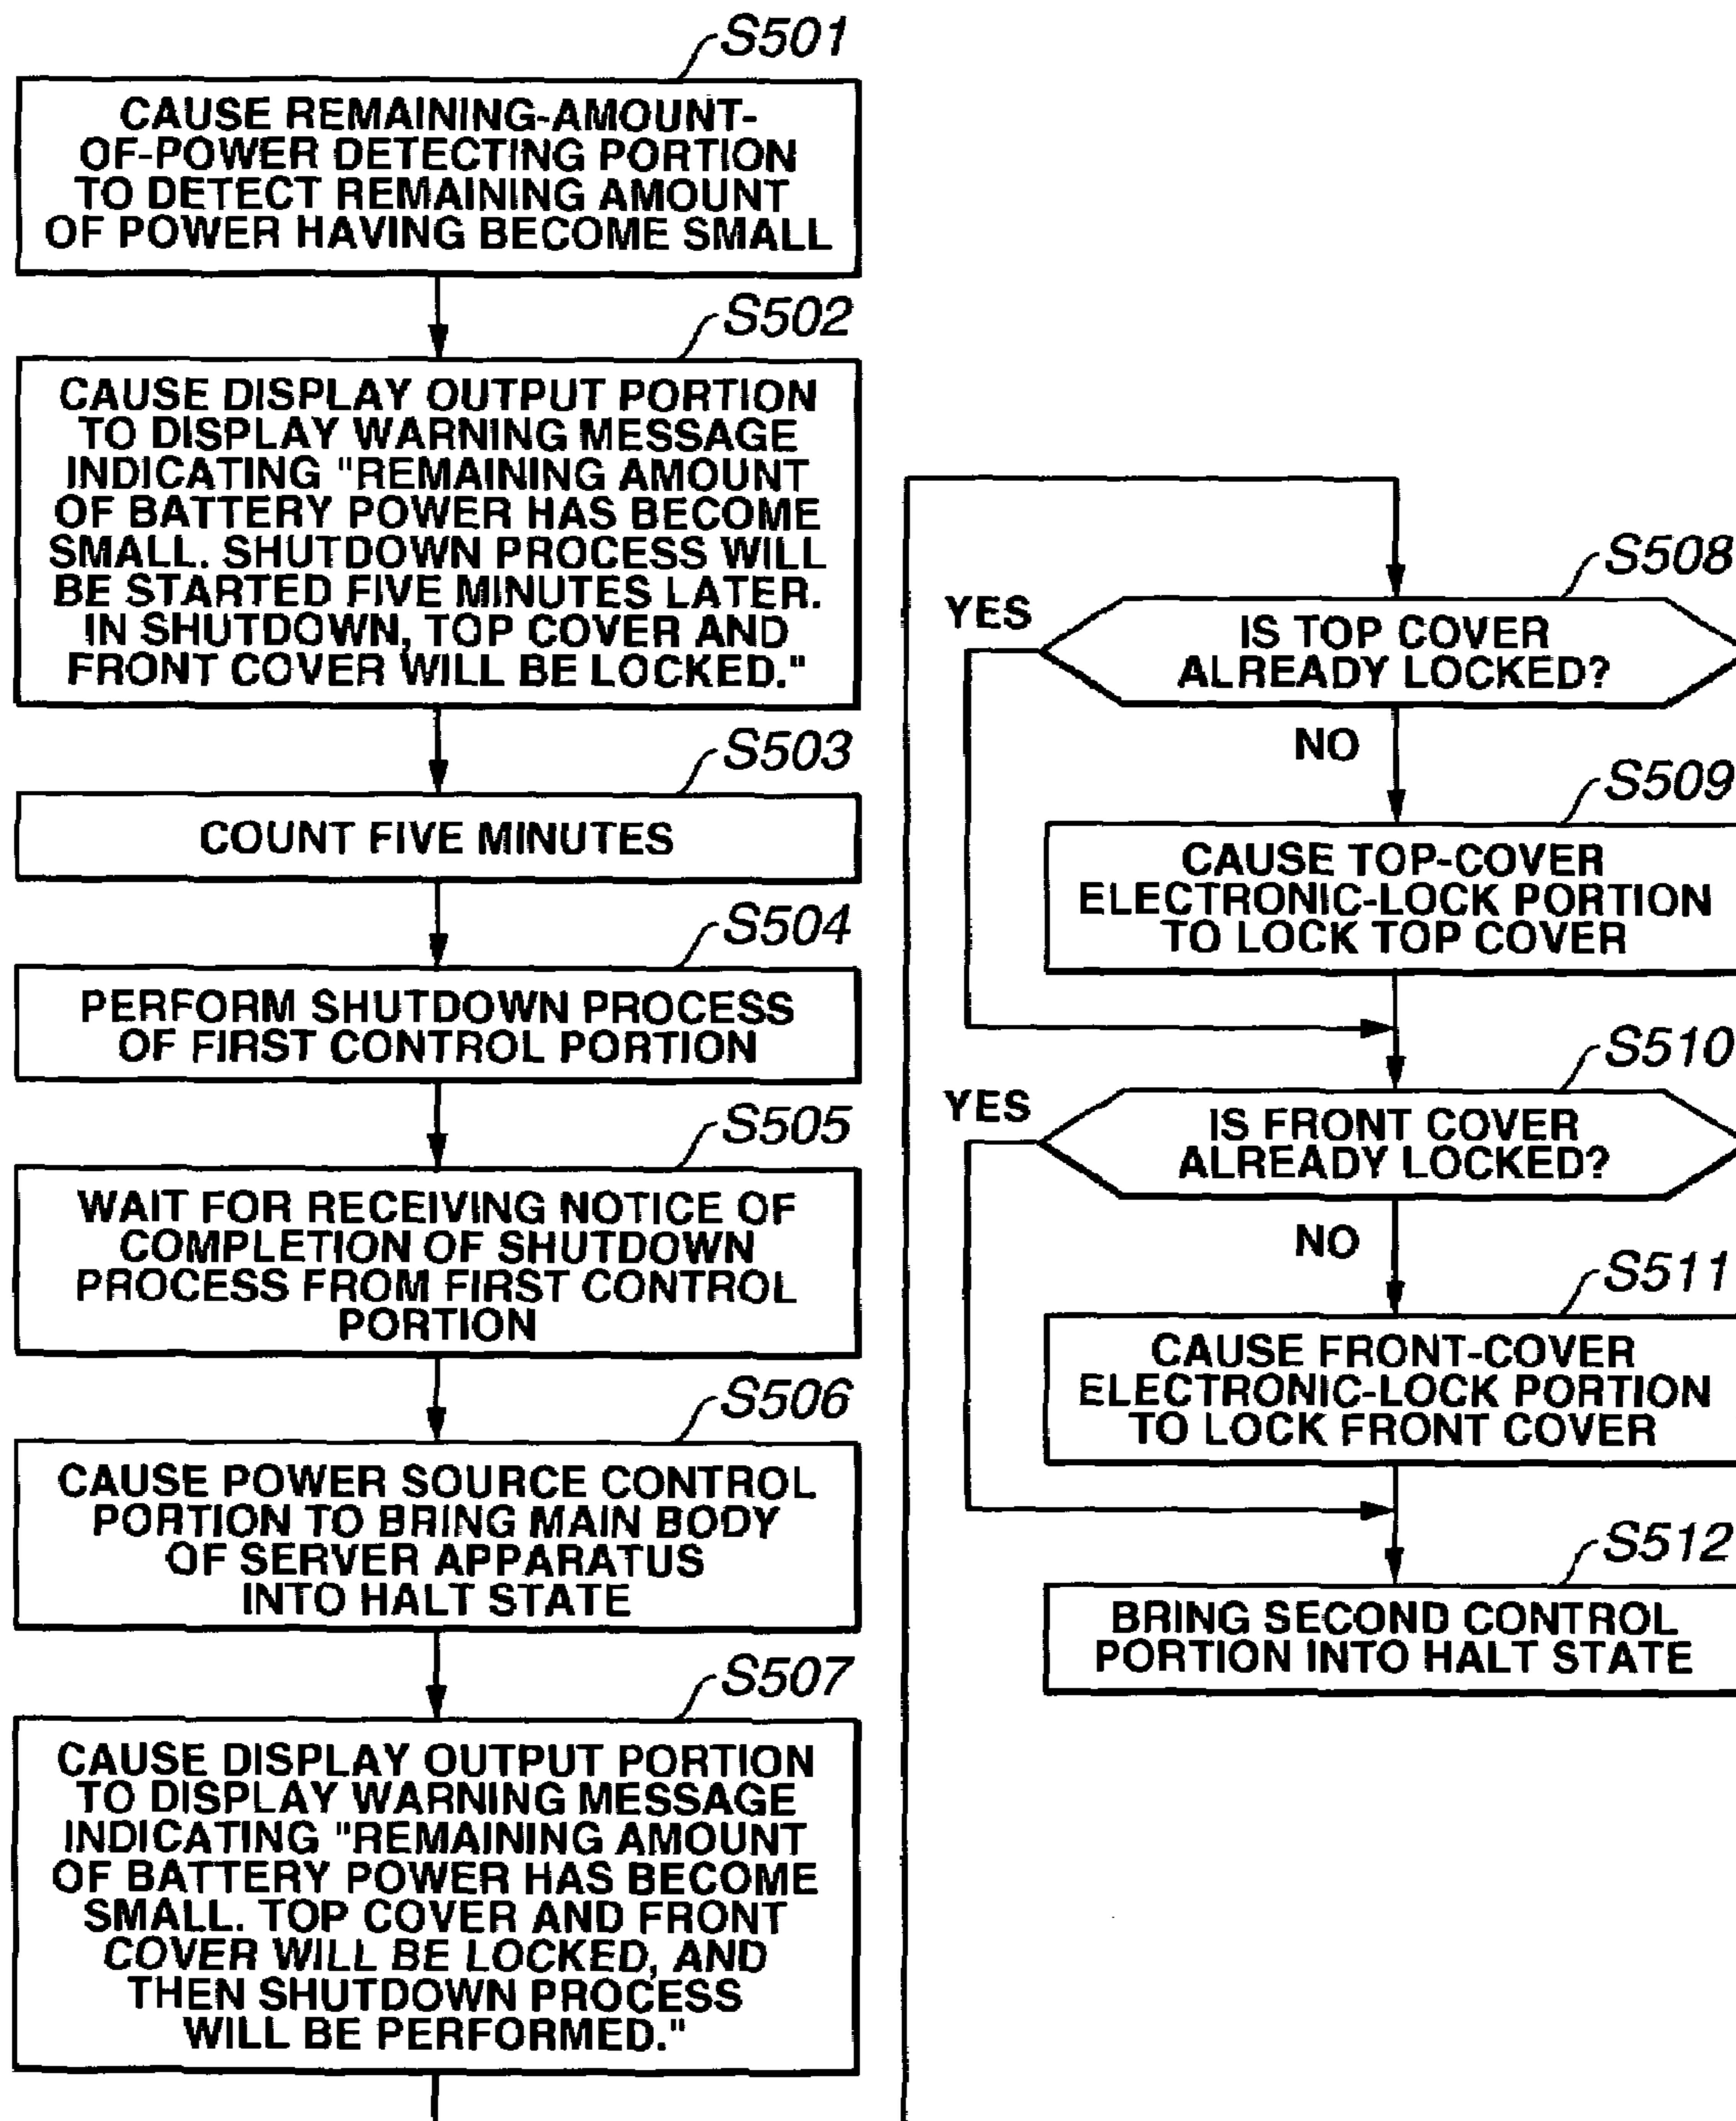 S501
CAUSE REMAINING-AMOUNT-
OF-POWER DETECTING PORTION
TO DETECT REMAINING AMOUNT
OF POWER HAVING BECOME SMALL
S502
CAUSE DISPLAY OUTPUT PORTION
TO DISPLAY WARNING MESSAGE
INDICATING "REMAINING AMOUNT
OF BATTERY POWER HAS BECOME
SMALL. SHUTDOWN PROCESS WILL
BE STARTED FIVE MINUTES LATER.
IN SHUTDOWN, TOP COVER AND
FRONT COVER WILL BE LOCKED."
S503
COUNT FIVE MINUTES
S504
PERFORM SHUTDOWN PROCESS
OF FIRST CONTROL PORTION
S505
WAIT FOR RECEIVING NOTICE OF
COMPLETION OF SHUTDOWN
PROCESS FROM FIRST CONTROL
PORTION
S506
CAUSE POWER SOURCE CONTROL
PORTION TO BRING MAIN BODY
OF SERVER APPARATUS
INTO HALT STATE
S507
CAUSE DISPLAY OUTPUT PORTION
TO DISPLAY WARNING MESSAGE
INDICATING "REMAINING AMOUNT
OF BATTERY POWER HAS BECOME
SMALL. TOP COVER AND FRONT
COVER WILL BE LOCKED, AND
THEN SHUTDOWN PROCESS
WILL BE PERFORMED."
S508
YES
IS TOP COVER
ALREADY LOCKED?
NO
S509
CAUSE TOP-COVER
ELECTRONIC-LOCK PORTION
TO LOCK TOP COVER
S510
YES
IS FRONT COVER
ALREADY LOCKED?
NO
S511
CAUSE FRONT-COVER
ELECTRONIC-LOCK PORTION
TO LOCK FRONT COVER
S512
BRING SECOND CONTROL
PORTION INTO HALT STATE